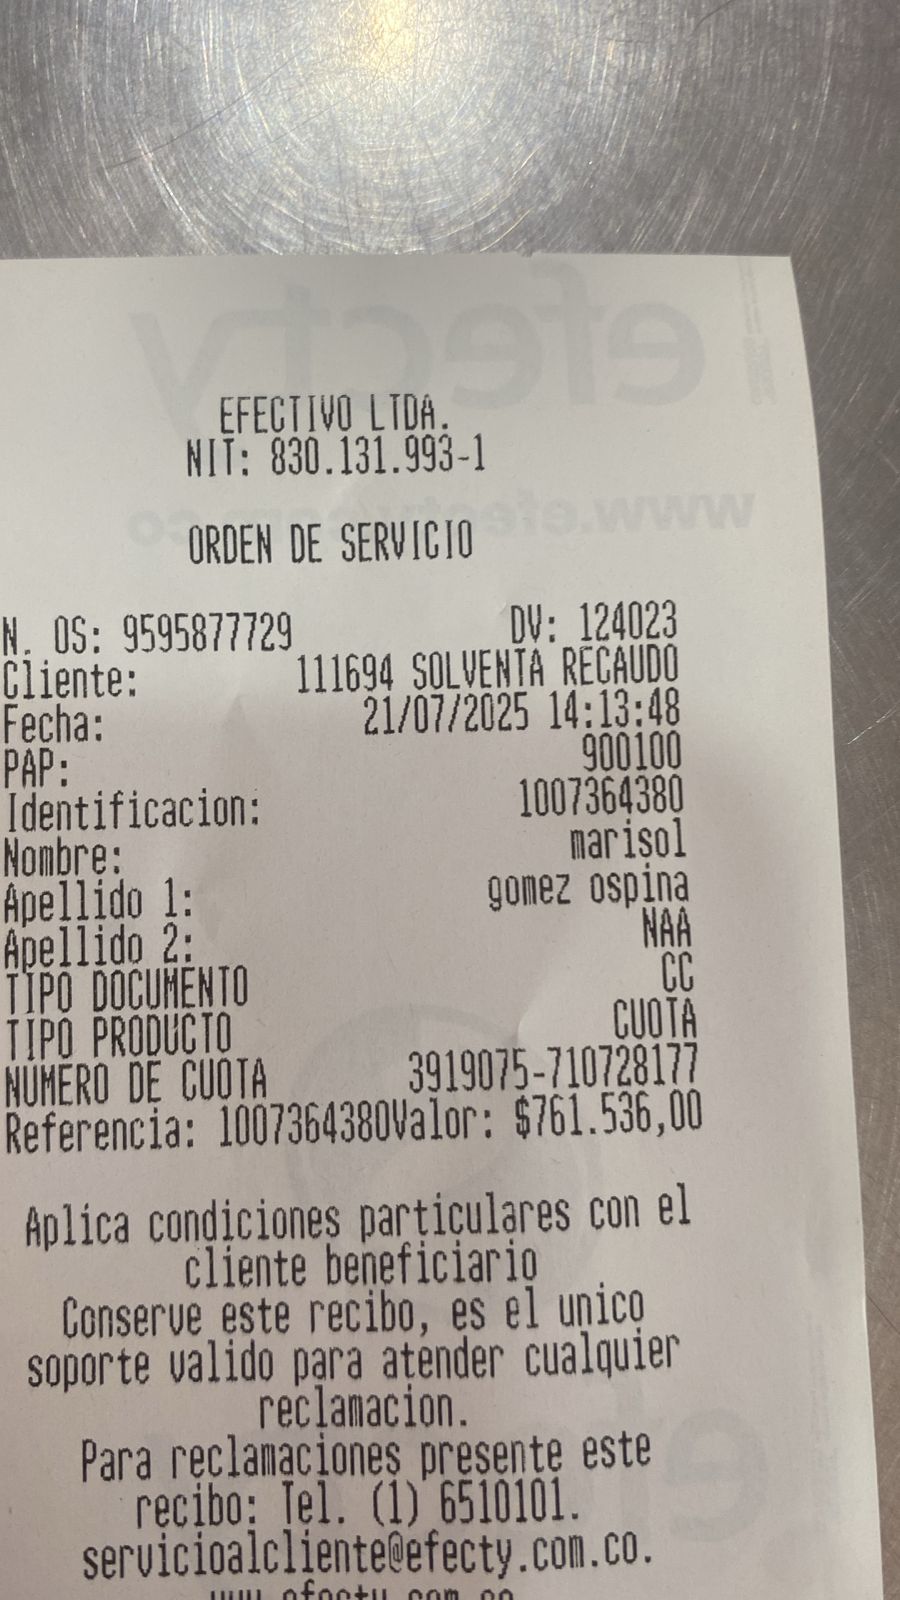 EFECTIVO LTDA.
NIT: 830.131.993-1
ORDEN DE SERVICIO
N. OS: 9595877729 DV: 124023
Cliente: 111694 SOLVENTA RECAUDO
Fecha: 21/07/2025 14:13:48
PAP: 900100
Identificacion: 1007364380
Nombre: marisol
Apellido 1: gomez ospina
Apellido 2: NAA
TIPO DOCUMENTO CC
TIPO PRODUCTO CUOTA
NUMERO DE CUOTA 3919075-710728177
Referencia: 1007364380Valor: $761.536,00
Aplica condiciones particulares con el
cliente beneficiario
Conserve este recibo, es el unico
soporte valido para atender cualquier
reclamacion.
Para reclamaciones presente este
recibo: Tel. (1) 6510101.
servicioalcliente@efecty.com.co.
www.efecty.com.co